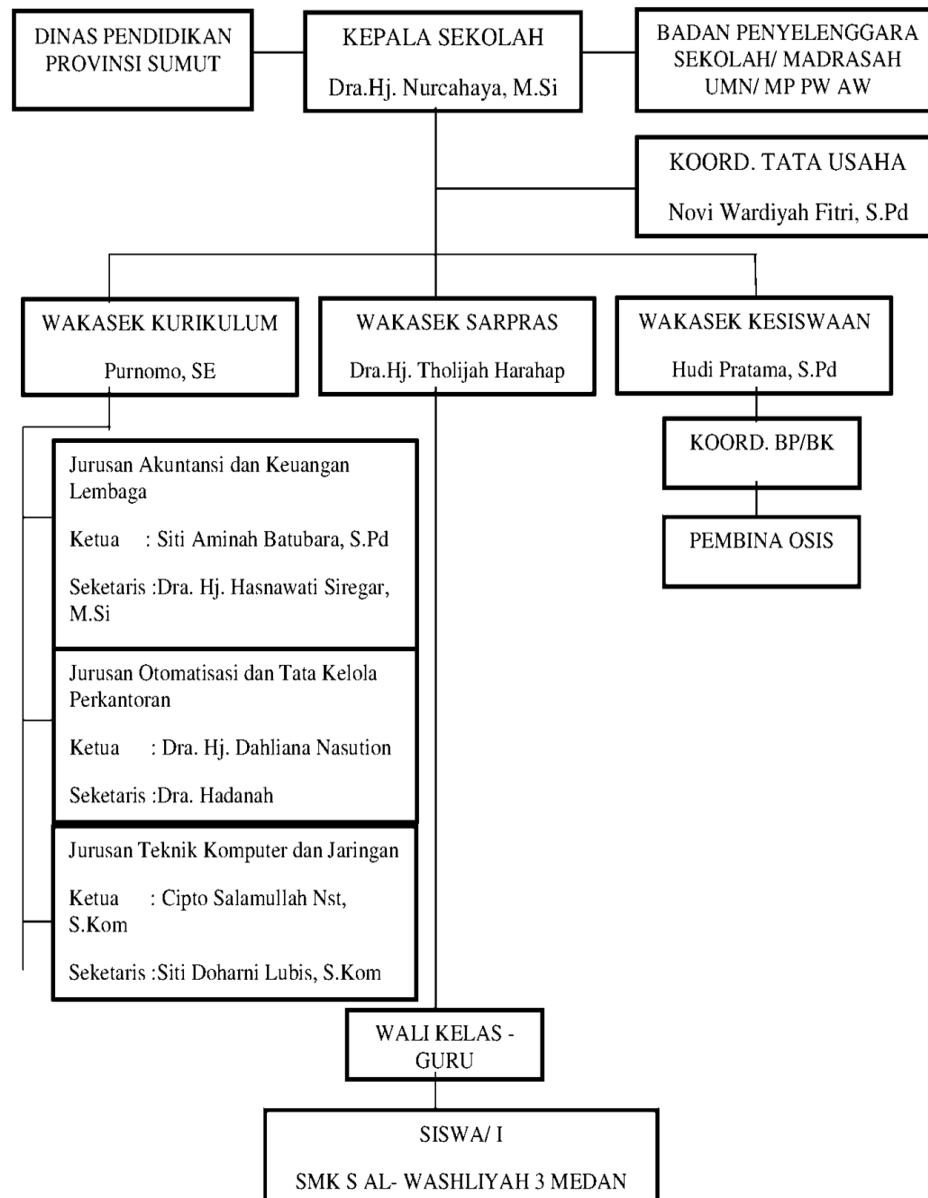 DINAS PENDIDIKAN
PROVINSI SUMUT
KEPALA SEKOLAH
Dra.Hj. Nurcahaya, M.Si
BADAN PENYELENGGARA
SEKOLAH/ MADRASAH
UMN/ MP PW AW
KOORD. TATA USAHA
Novi Wardiyah Fitri, S.Pd
WAKASEK KURIKULUM
Purnomo, SE
WAKASEK SARPRAS
Dra.Hj. Tholijah Harahap
WAKASEK KESISWAAN
Hudi Pratama, S.Pd
KOORD. BP/BK
PEMBINA OSIS
Jurusan Akuntansi dan Keuangan
Lembaga
Ketua : Siti Aminah Batubara, S.Pd
Seketaris :Dra. Hj. Hasnawati Siregar,
M.Si
Jurusan Otomatisasi dan Tata Kelola
Perkantoran
Ketua : Dra. Hj. Dahliana Nasution
Seketaris :Dra. Hadanah
Jurusan Teknik Komputer dan Jaringan
Ketua : Cipto Salamullah Nst,
S.Kom
Seketaris :Siti Doharni Lubis, S.Kom
WALI KELAS -
GURU
SISWA/ I
SMK S AL- WASHLIYAH 3 MEDAN